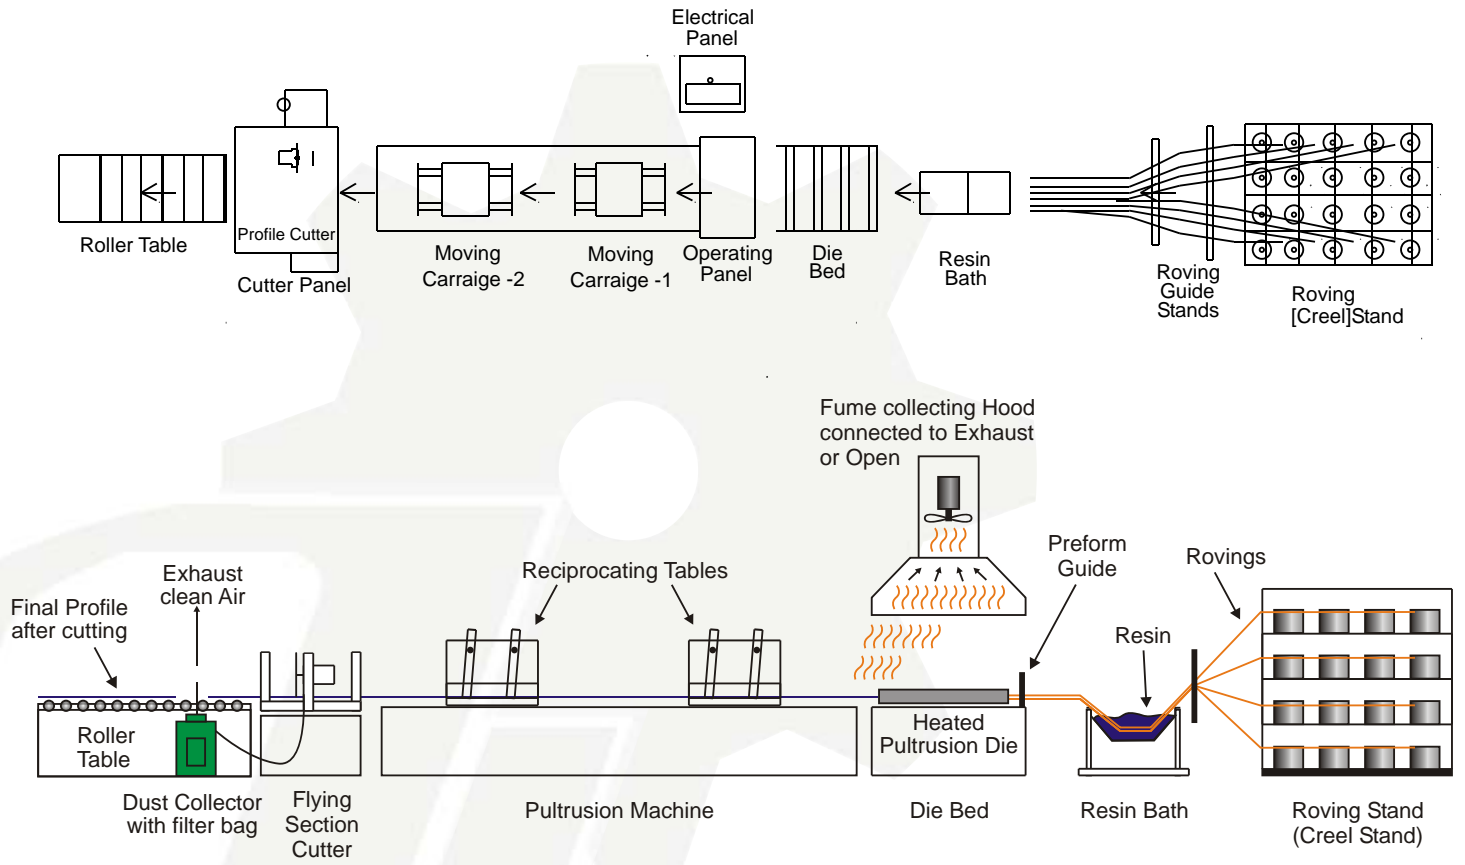 Electrical
Panel
Profile Cutter
Roller Table
Cutter Panel
Moving
Carraige -2
Moving
Carraige -1
Operating
Panel
Die
Bed
Resin
Bath
Roving
Guide
Stands
Roving
[Creel]Stand
Fume collecting Hood
connected to Exhaust
or Open
Exhaust
clean Air
Final Profile
after cutting
Reciprocating Tables
Preform
Guide
Rovings
Resin
Roller
Table
Heated
Pultrusion Die
Dust Collector
with filter bag
Flying
Section
Cutter
Pultrusion Machine
Die Bed
Resin Bath
Roving Stand
(Creel Stand)